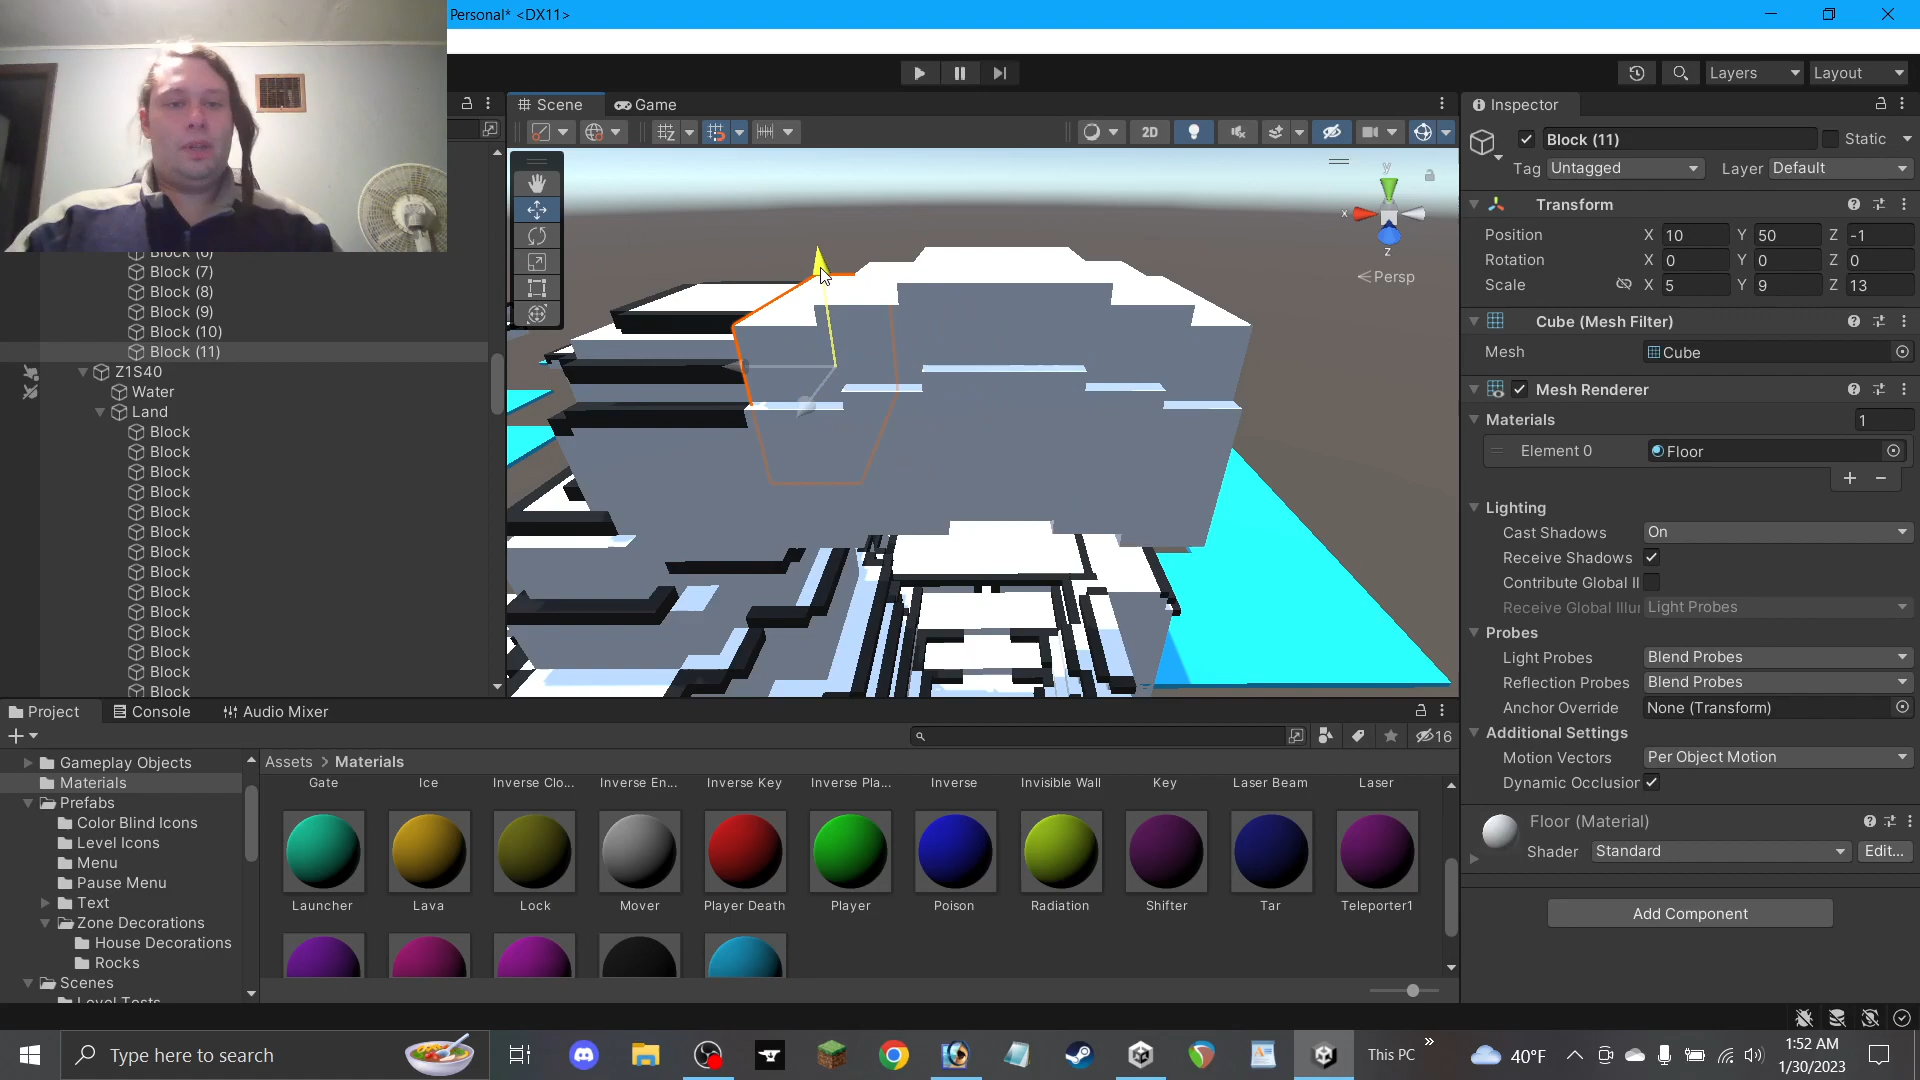 Personal* <DX11>
Layers
Layout
Scene
Game
Inspector
2D
Block (11)
Static
Tag
Untagged
Layer
Default
Transform
Position
X
10
Y
50
Z
-1
Rotation
X
0
Y
0
Z
0
Scale
X
5
Y
9
Z
13
y
x
z
Persp
Cube (Mesh Filter)
Mesh
Cube
Mesh Renderer
Materials
1
Element 0
Floor
Lighting
Cast Shadows
On
Receive Shadows
Contribute Global Il
Receive Global Illui
Light Probes
Probes
Light Probes
Blend Probes
Reflection Probes
Blend Probes
Anchor Override
None (Transform)
Additional Settings
Motion Vectors
Per Object Motion
Dynamic Occlusion
Floor (Material)
Shader
Standard
Edit...
Add Component
Block (6)
Block (7)
Block (8)
Block (9)
Block (10)
Block (11)
Z1S40
Water
Land
Block
Block
Block
Block
Block
Block
Block
Block
Block
Block
Block
Block
Block
Block
Project
Console
Audio Mixer
16
Gameplay Objects
Materials
Prefabs
Color Blind Icons
Level Icons
Menu
Pause Menu
Text
Zone Decorations
House Decorations
Rocks
Scenes
Level Tests
Assets > Materials
Gate
Ice
Inverse Clo...
Inverse En...
Inverse Key
Inverse Pla...
Inverse
Invisible Wall
Key
Laser Beam
Laser
Launcher
Lava
Lock
Mover
Player Death
Player
Poison
Radiation
Shifter
Tar
Teleporter1
Type here to search
This PC
40°F
1:52 AM
1/30/2023